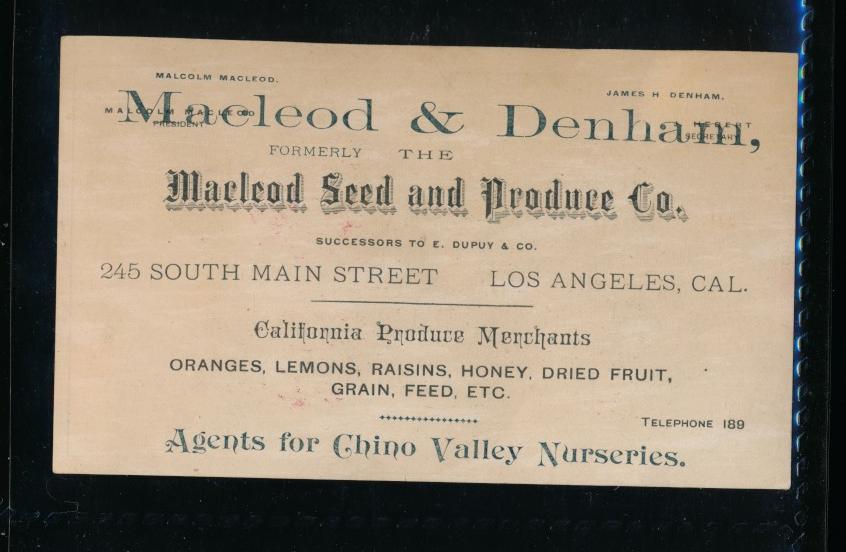 MALCOLM MACLEOD.
JAMES H DENHAM.
Macleod & Denham,
MALCOLM MACLEOD
PRESIDENT
SECRETARY
FORMERLY THE
Macleod Seed and Produce Co.
SUCCESSORS TO E. DUPUY & CO.
245 SOUTH MAIN STREET LOS ANGELES, CAL.
California Produce Merchants
ORANGES, LEMONS, RAISINS, HONEY, DRIED FRUIT,
GRAIN, FEED, ETC.
TELEPHONE 189
Agents for Chino Valley Nurseries.